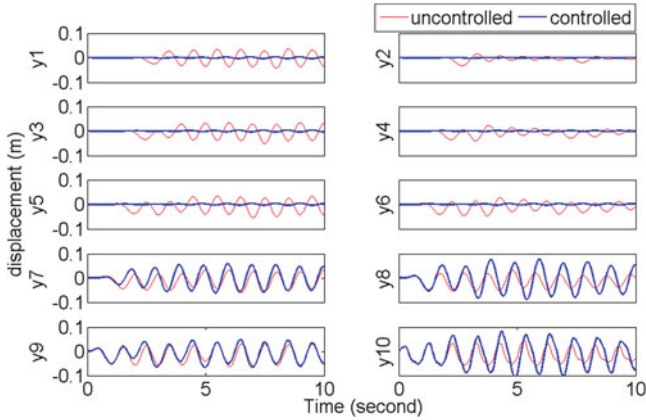 uncontrolled controlled
0.1
y1 0
-0.1
y2
0.1
y3 0
-0.1
y4
0.1
y5 0
-0.1
y6
0.1
y7 0
-0.1
y8
0.1
y9 0
-0.1
y10
displacement (m)
0 5 10
0 5 10
Time (second)